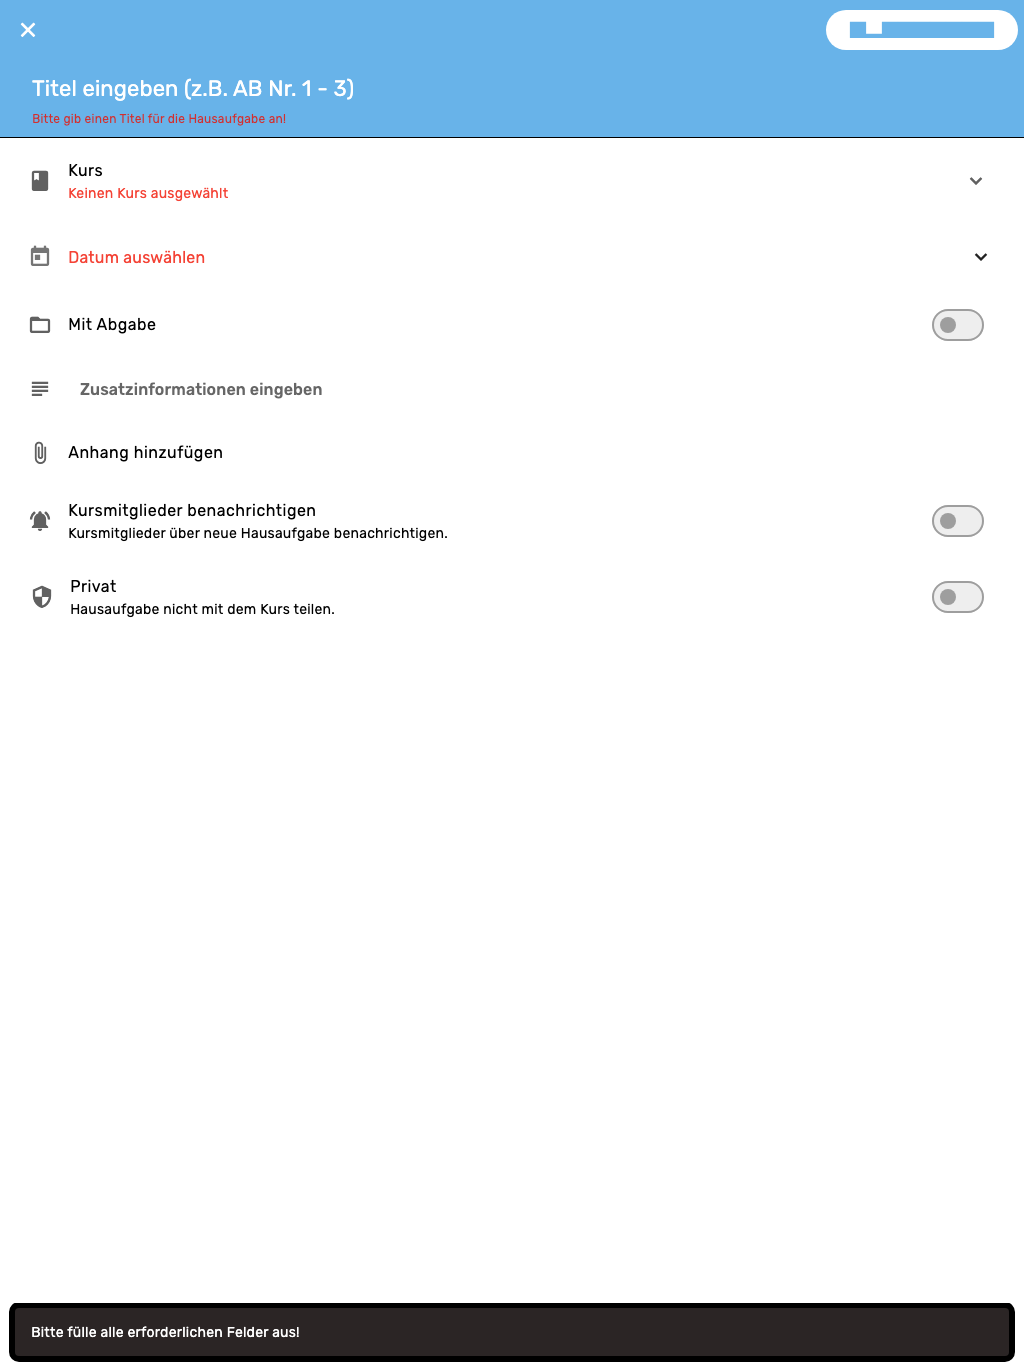 Titel eingeben (z.B. AB Nr. 1 - 3)
Bitte gib einen Titel für die Hausaufgabe an!
Kurs
Keinen Kurs ausgewählt
Datum auswählen
Mit Abgabe
Zusatzinformationen eingeben
Anhang hinzufügen
Kursmitglieder benachrichtigen
Kursmitglieder über neue Hausaufgabe benachrichtigen.
Privat
Hausaufgabe nicht mit dem Kurs teilen.
Bitte fülle alle erforderlichen Felder aus!